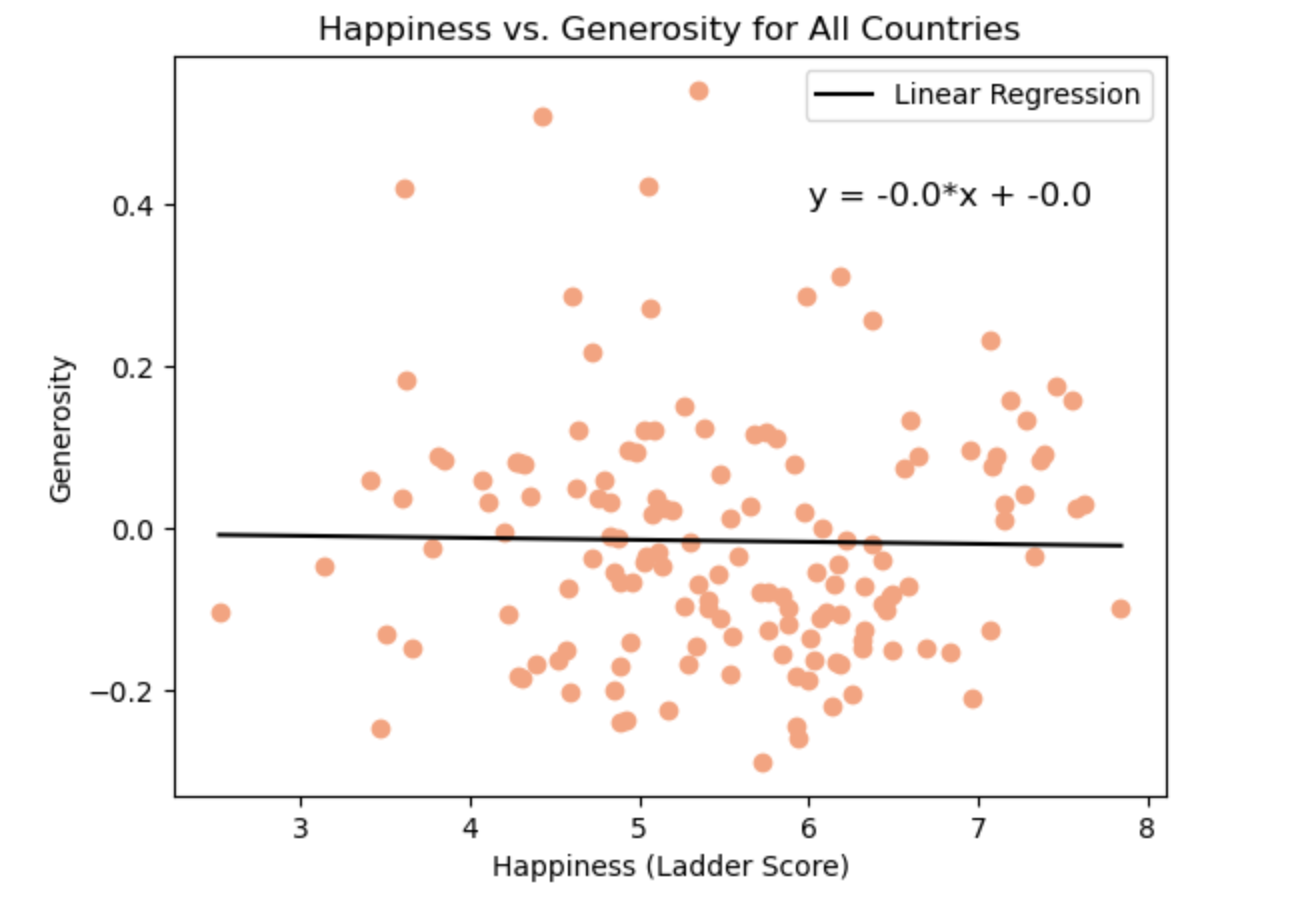 Happiness vs. Generosity for All Countries
Linear Regression
y = -0.0*x + -0.0
Generosity
0.4
0.2
0.0
−0.2
3 4 5 6 7 8
Happiness (Ladder Score)